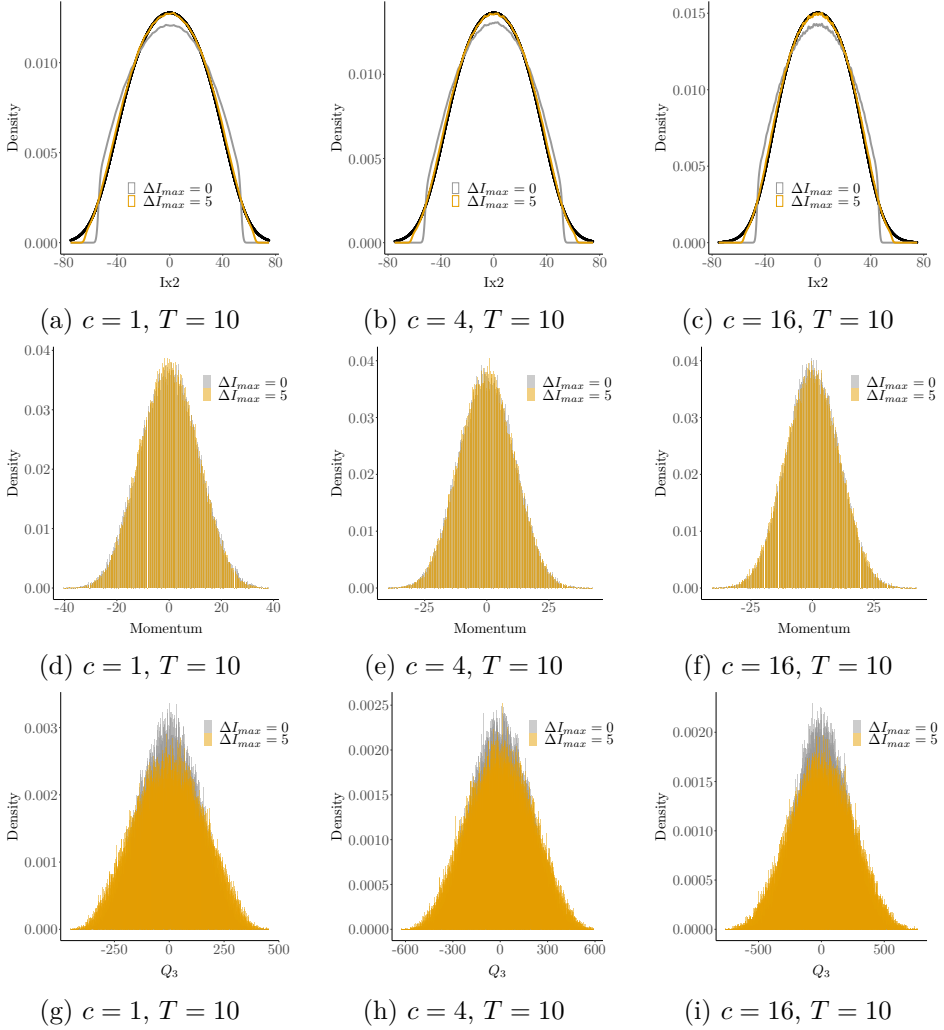 Density
0.010
0.005
0.000
ΔI_max = 0
ΔI_max = 5
-80 -40 0 40 80
Ix2
(a) c = 1, T = 10
Density
0.010
0.005
0.000
ΔI_max = 0
ΔI_max = 5
-80 -40 0 40 80
Ix2
(b) c = 4, T = 10
Density
0.015
0.010
0.005
0.000
ΔI_max = 0
ΔI_max = 5
-80 -40 0 40 80
Ix2
(c) c = 16, T = 10
Density
0.04
0.03
0.02
0.01
0.00
ΔI_max = 0
ΔI_max = 5
-40 -20 0 20 40
Momentum
(d) c = 1, T = 10
Density
0.04
0.03
0.02
0.01
0.00
ΔI_max = 0
ΔI_max = 5
-25 0 25
Momentum
(e) c = 4, T = 10
Density
0.04
0.03
0.02
0.01
0.00
ΔI_max = 0
ΔI_max = 5
-25 0 25
Momentum
(f) c = 16, T = 10
Density
0.003
0.002
0.001
0.000
ΔI_max = 0
ΔI_max = 5
-250 0 250 500
Q_3
(g) c = 1, T = 10
Density
0.0025
0.0020
0.0015
0.0010
0.0005
0.0000
ΔI_max = 0
ΔI_max = 5
-600 -300 0 300 600
Q_3
(h) c = 4, T = 10
Density
0.0020
0.0015
0.0010
0.0005
0.0000
ΔI_max = 0
ΔI_max = 5
-500 0 500
Q_3
(i) c = 16, T = 10